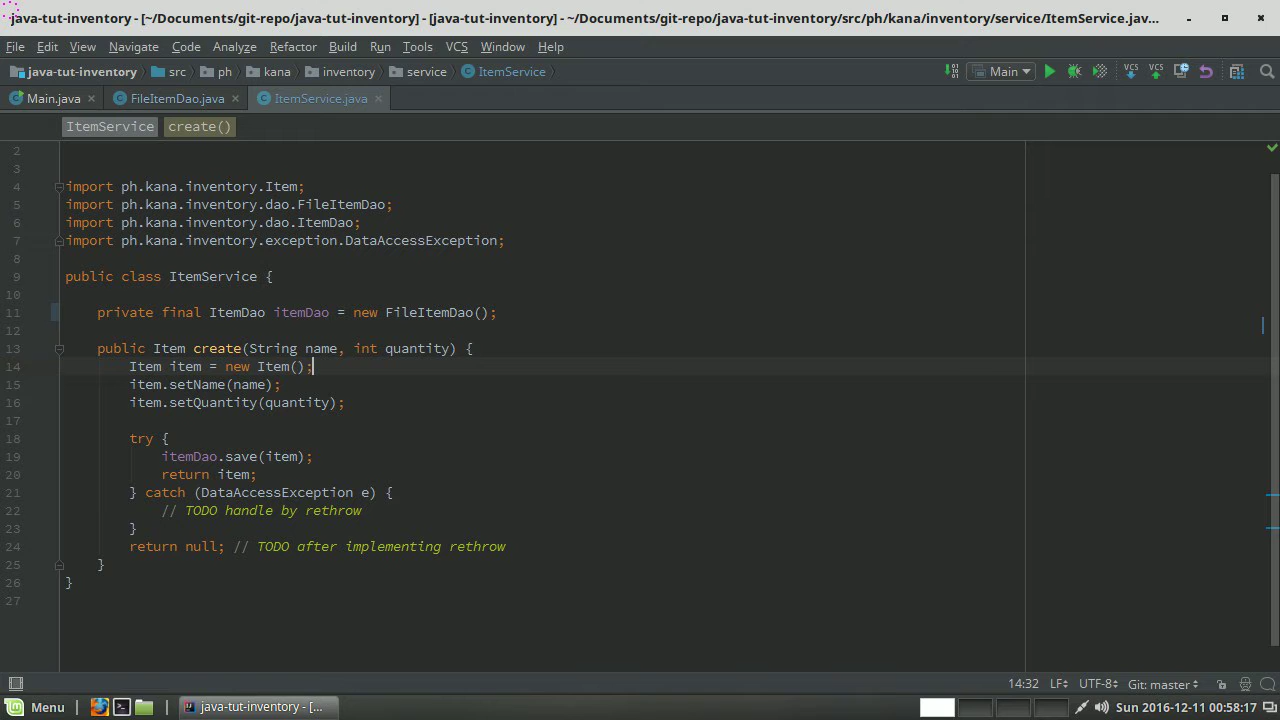 java-tut-inventory - [~/Documents/git-repo/java-tut-inventory] - [java-tut-inventory] - ~/Documents/git-repo/java-tut-inventory/src/ph/kana/inventory/service/ItemService.jav...
File Edit View Navigate Code Analyze Refactor Build Run Tools VCS Window Help
java-tut-inventory src ph kana inventory service ItemService Main VCS VCS
Main.java FileItemDao.java ItemService.java
ItemService create()
2
3
4 import ph.kana.inventory.Item;
5 import ph.kana.inventory.dao.FileItemDao;
6 import ph.kana.inventory.dao.ItemDao;
7 import ph.kana.inventory.exception.DataAccessException;
8
9 public class ItemService {
10
11 private final ItemDao itemDao = new FileItemDao();
12
13 public Item create(String name, int quantity) {
14 Item item = new Item();
15 item.setName(name);
16 item.setQuantity(quantity);
17
18 try {
19 itemDao.save(item);
20 return item;
21 } catch (DataAccessException e) {
22 // TODO handle by rethrow
23 }
24 return null; // TODO after implementing rethrow
25 }
26 }
27
14:32 LF UTF-8 Git: master
Menu java-tut-inventory - [... Sun 2016-12-11 00:58:17